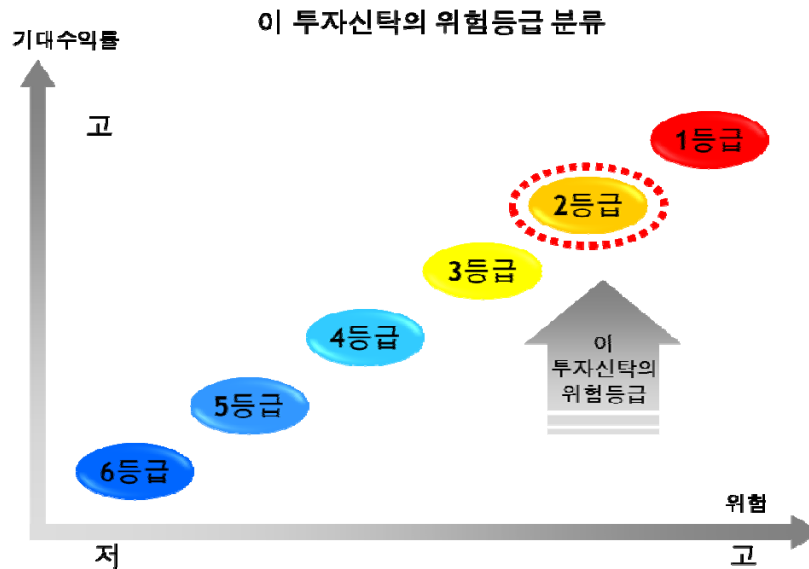 이 투자신탁의 위험등급 분류
기대수익률
고
1등급
2등급
3등급
4등급
이
투자신탁의
위험등급
5등급
6등급
위험
저
고